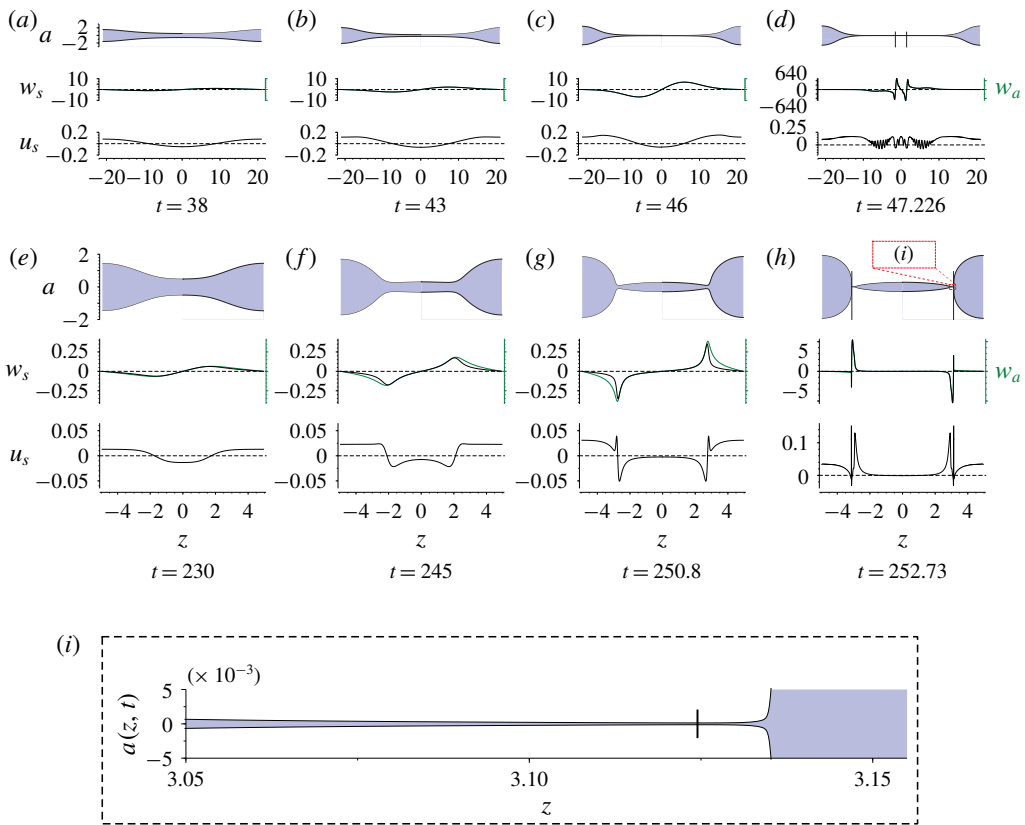 (a) (b) (c) (d)
a 2 −2
w_s 10 −10 10 −10 10 −10 640 0 −640 w_a
u_s 0.2 −0.2 0.2 −0.2 0.2 −0.2 0.25 0
−20 −10 0 10 20 −20 −10 0 10 20 −20 −10 0 10 20 −20 −10 0 10 20
t = 38 t = 43 t = 46 t = 47.226
(e) (f) (g) (h) (i)
a 2 0 −2
w_s 0.25 0 −0.25 0.25 0 −0.25 0.25 0 −0.25 5 0 −5 w_a
u_s 0.05 0 −0.05 0.05 0 −0.05 0.05 0 −0.05 0.1 0
−4 −2 0 2 4 −4 −2 0 2 4 −4 −2 0 2 4 −4 −2 0 2 4
z z z z
t = 230 t = 245 t = 250.8 t = 252.73
(i)
(× 10⁻³)
a(z, t) 5 0 −5
3.05 3.10 3.15
z